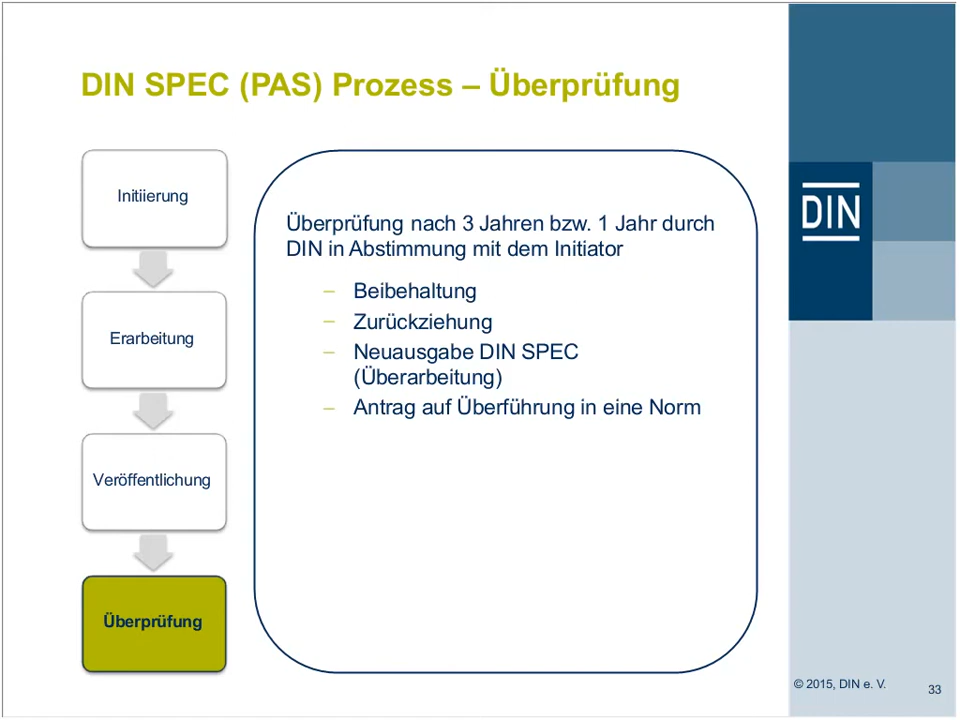 DIN SPEC (PAS) Prozess – Überprüfung
Initiierung
Erarbeitung
Veröffentlichung
Überprüfung
Überprüfung nach 3 Jahren bzw. 1 Jahr durch
DIN in Abstimmung mit dem Initiator
– Beibehaltung
– Zurückziehung
– Neuausgabe DIN SPEC
(Überarbeitung)
– Antrag auf Überführung in eine Norm
DIN
© 2015, DIN e. V.
33